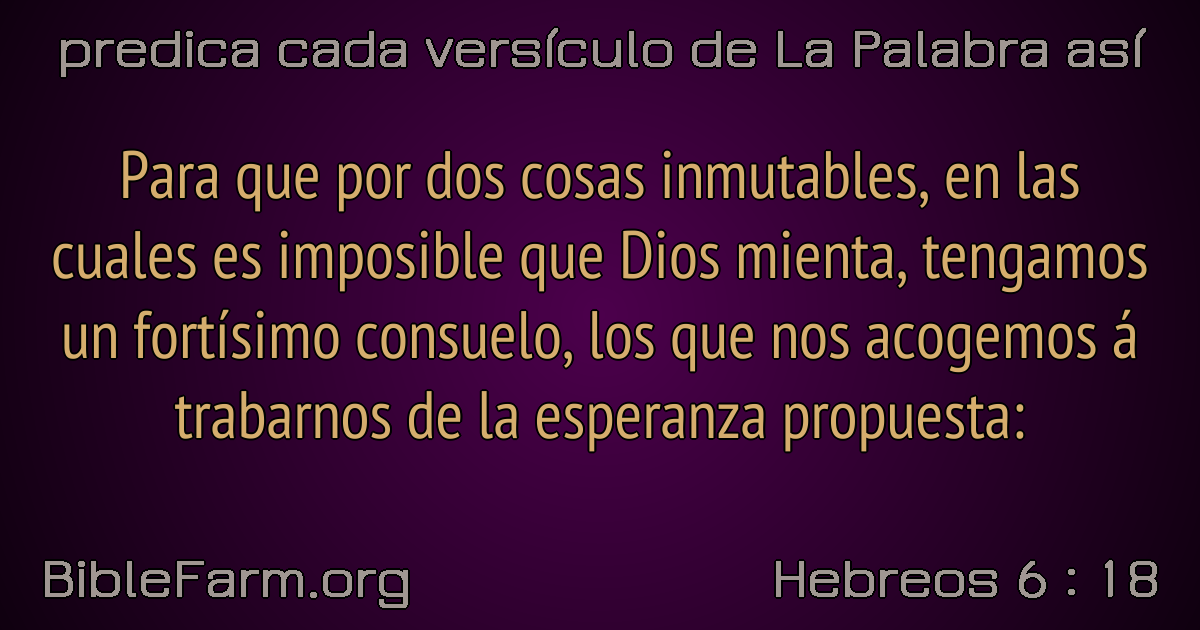 predica cada versículo de La Palabra así
Para que por dos cosas inmutables, en las
cuales es imposible que Dios mienta, tengamos
un fortísimo consuelo, los que nos acogemos á
trabarnos de la esperanza propuesta:
BibleFarm.org
Hebreos 6 : 18